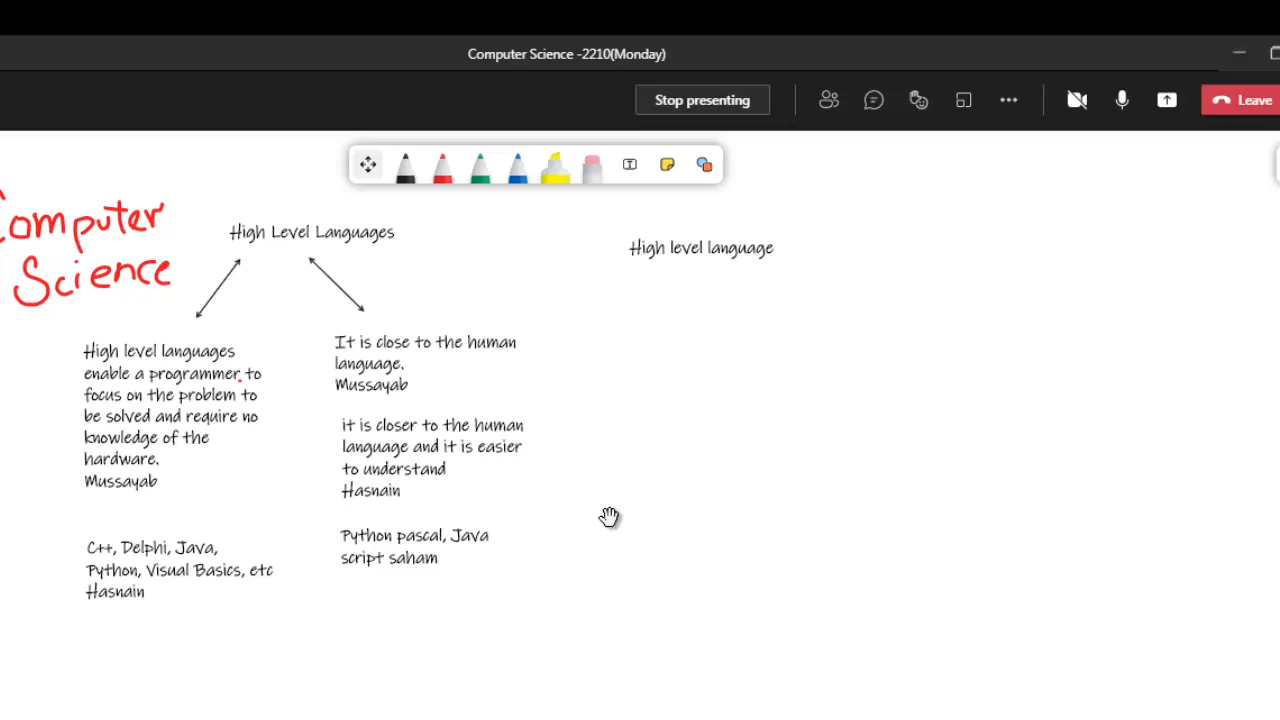 Computer Science -2210(Monday)
Stop presenting
Leave
Computer
Science
High Level Languages
High level language
High level languages
enable a programmer to
focus on the problem to
be solved and require no
knowledge of the
hardware.
Mussayab
It is close to the human
language.
Mussayab
it is closer to the human
language and it is easier
to understand
Hasnain
C++, Delphi, Java,
Python, Visual Basics, etc
Hasnain
Python pascal, Java
script saham